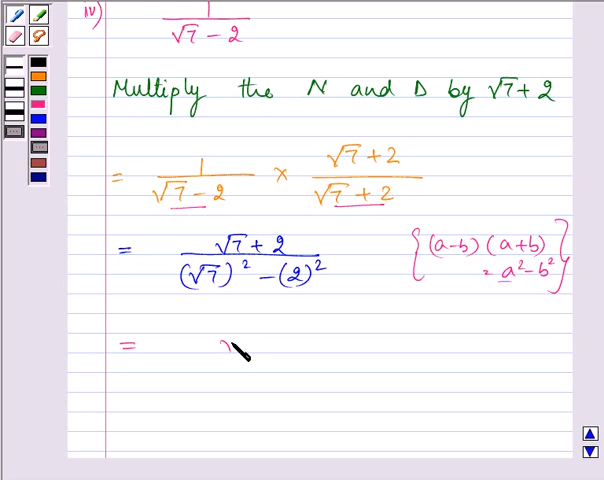 iv) 1 / (√7 - 2)
Multiply the N and D by √7 + 2
= 1 / (√7 - 2) × (√7 + 2) / (√7 + 2)
= (√7 + 2) / ((√7)² - (2)²) {(a-b) (a+b)
= a² - b²}
=